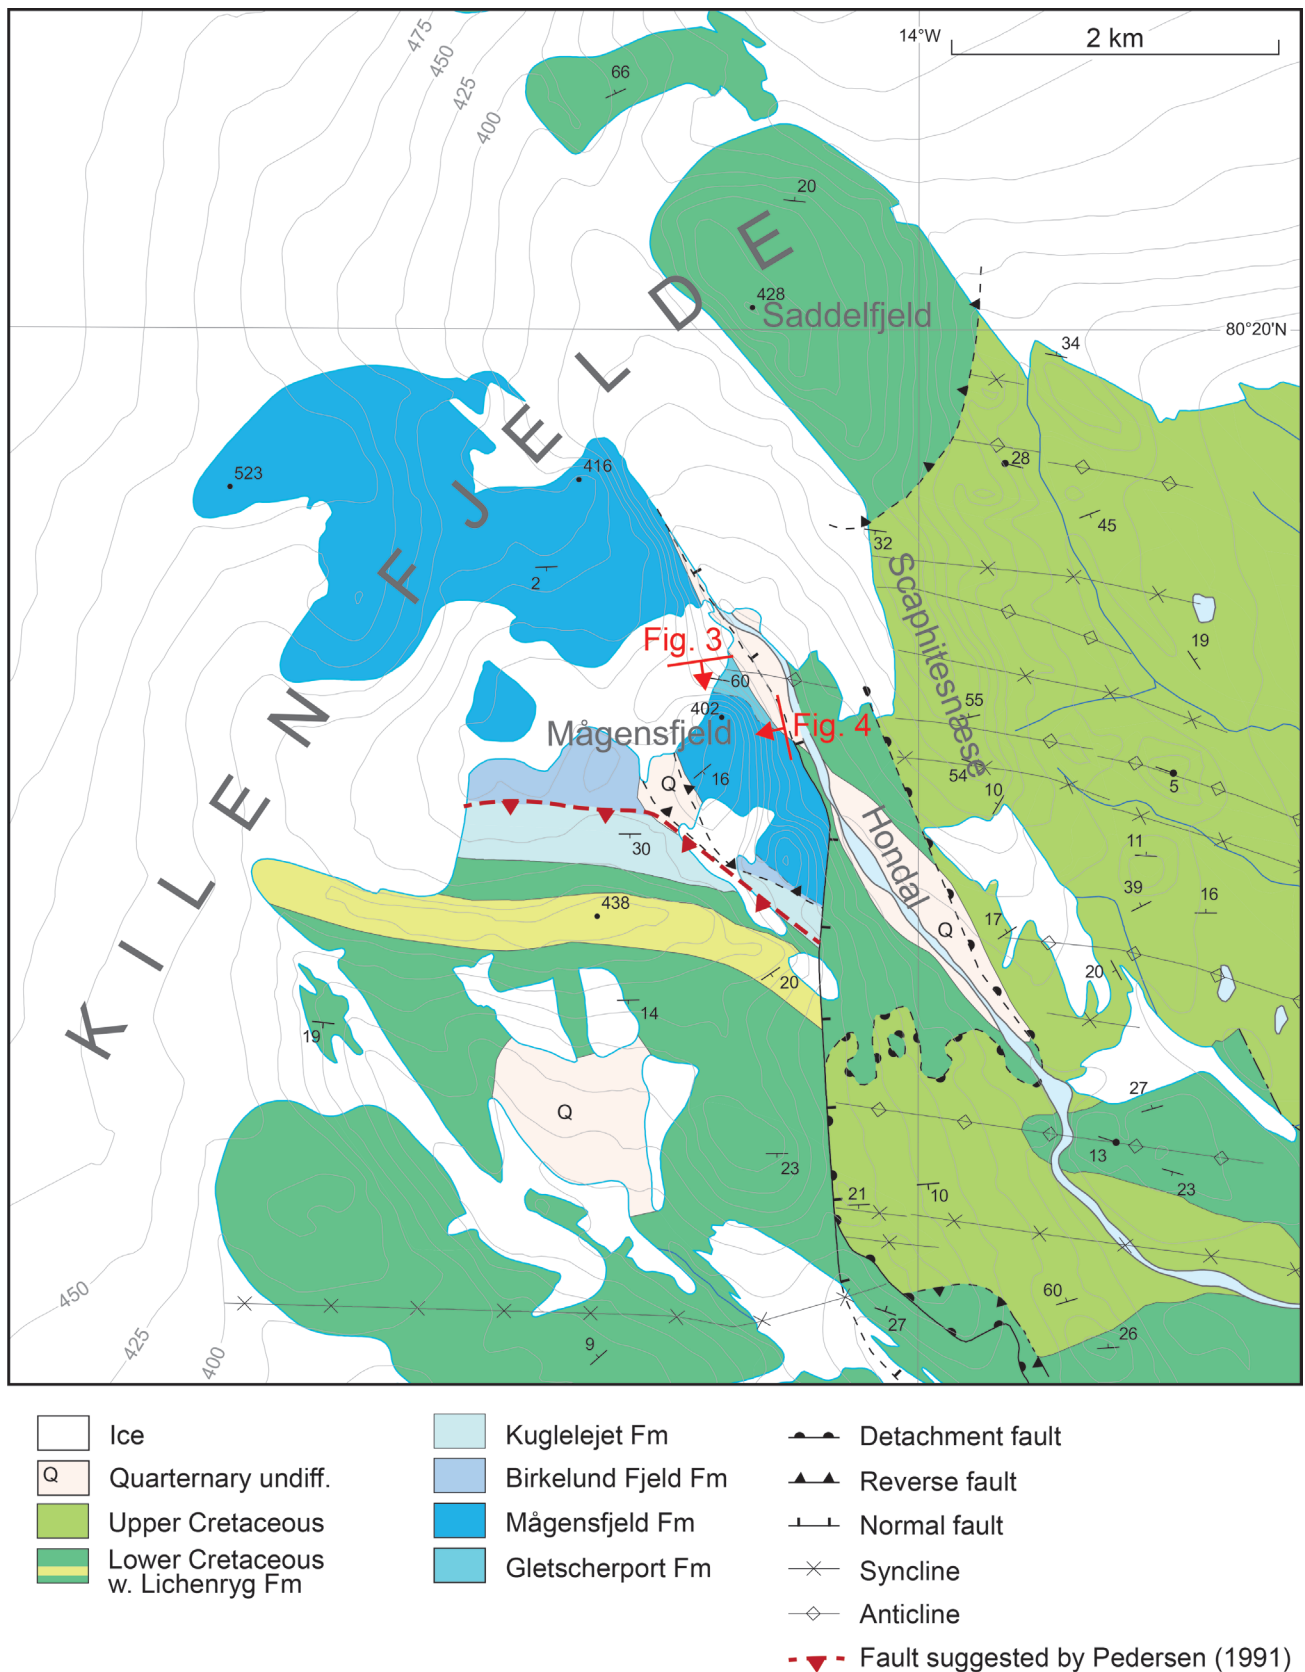 14°W
2 km
475
450
425
400
66
20
428
Saddelfjeld
80°20'N
34
523
416
28
45
32
2
Scaphitesnæse
19
KILEN FJELDE
Fig. 3
60
402
Mågensfjeld
Fig. 4
55
16
54
10
5
Q
30
Hondal
11
39
16
438
17
Q
20
20
14
19
Q
27
13
23
23
21
10
60
27
26
9
450
425
400
Ice
Q Quarternary undiff.
Upper Cretaceous
Lower Cretaceous
w. Lichenryg Fm
Kuglelejet Fm
Birkelund Fjeld Fm
Mågensfjeld Fm
Gletscherport Fm
Detachment fault
Reverse fault
Normal fault
Syncline
Anticline
Fault suggested by Pedersen (1991)